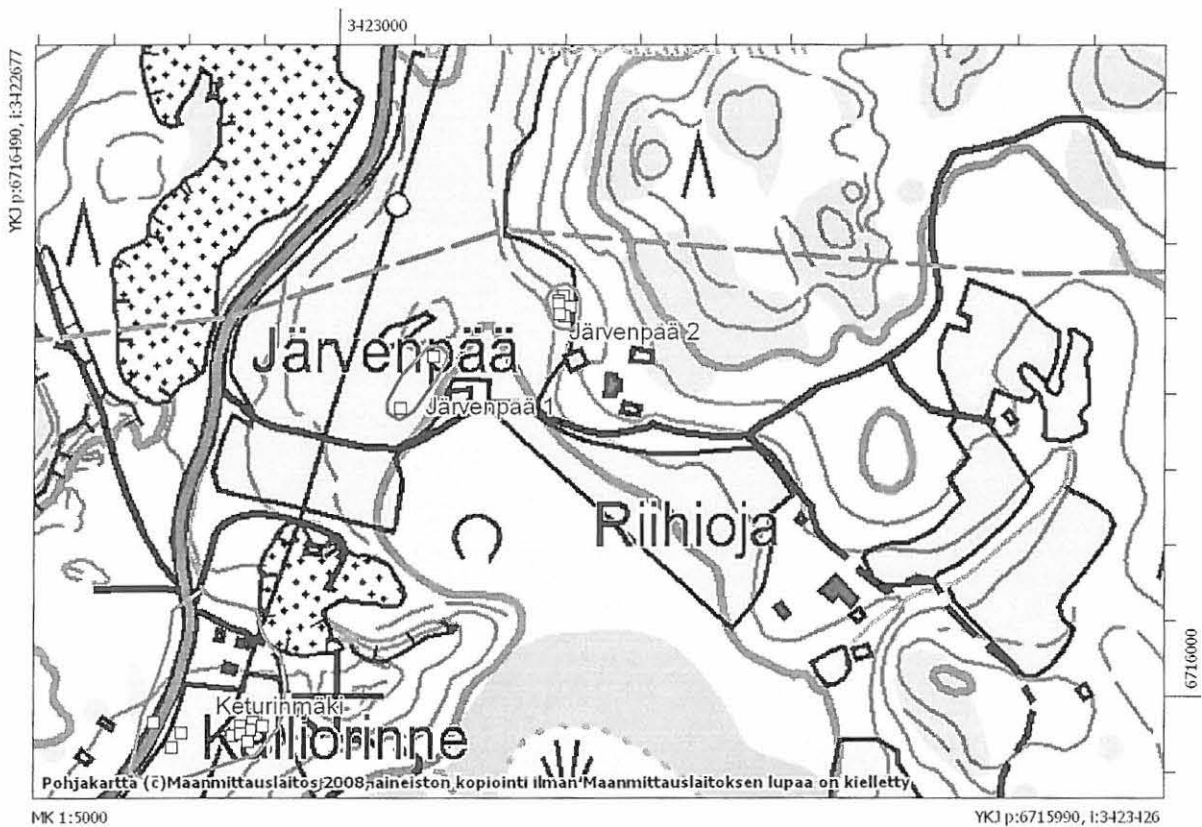 3423000
YKJ p:6716490, i:3422677
Järvenpää
Järvenpää 2
Järvenpää 1
Riihioja
6716000
Keturinmäki
Kalliorinne
Pohjakartta (c)Maanmittauslaitos 2008, aineiston kopiointi ilman Maanmittauslaitoksen lupaa on kielletty
MK 1:5000
YKJ p:6715990, i:3423426